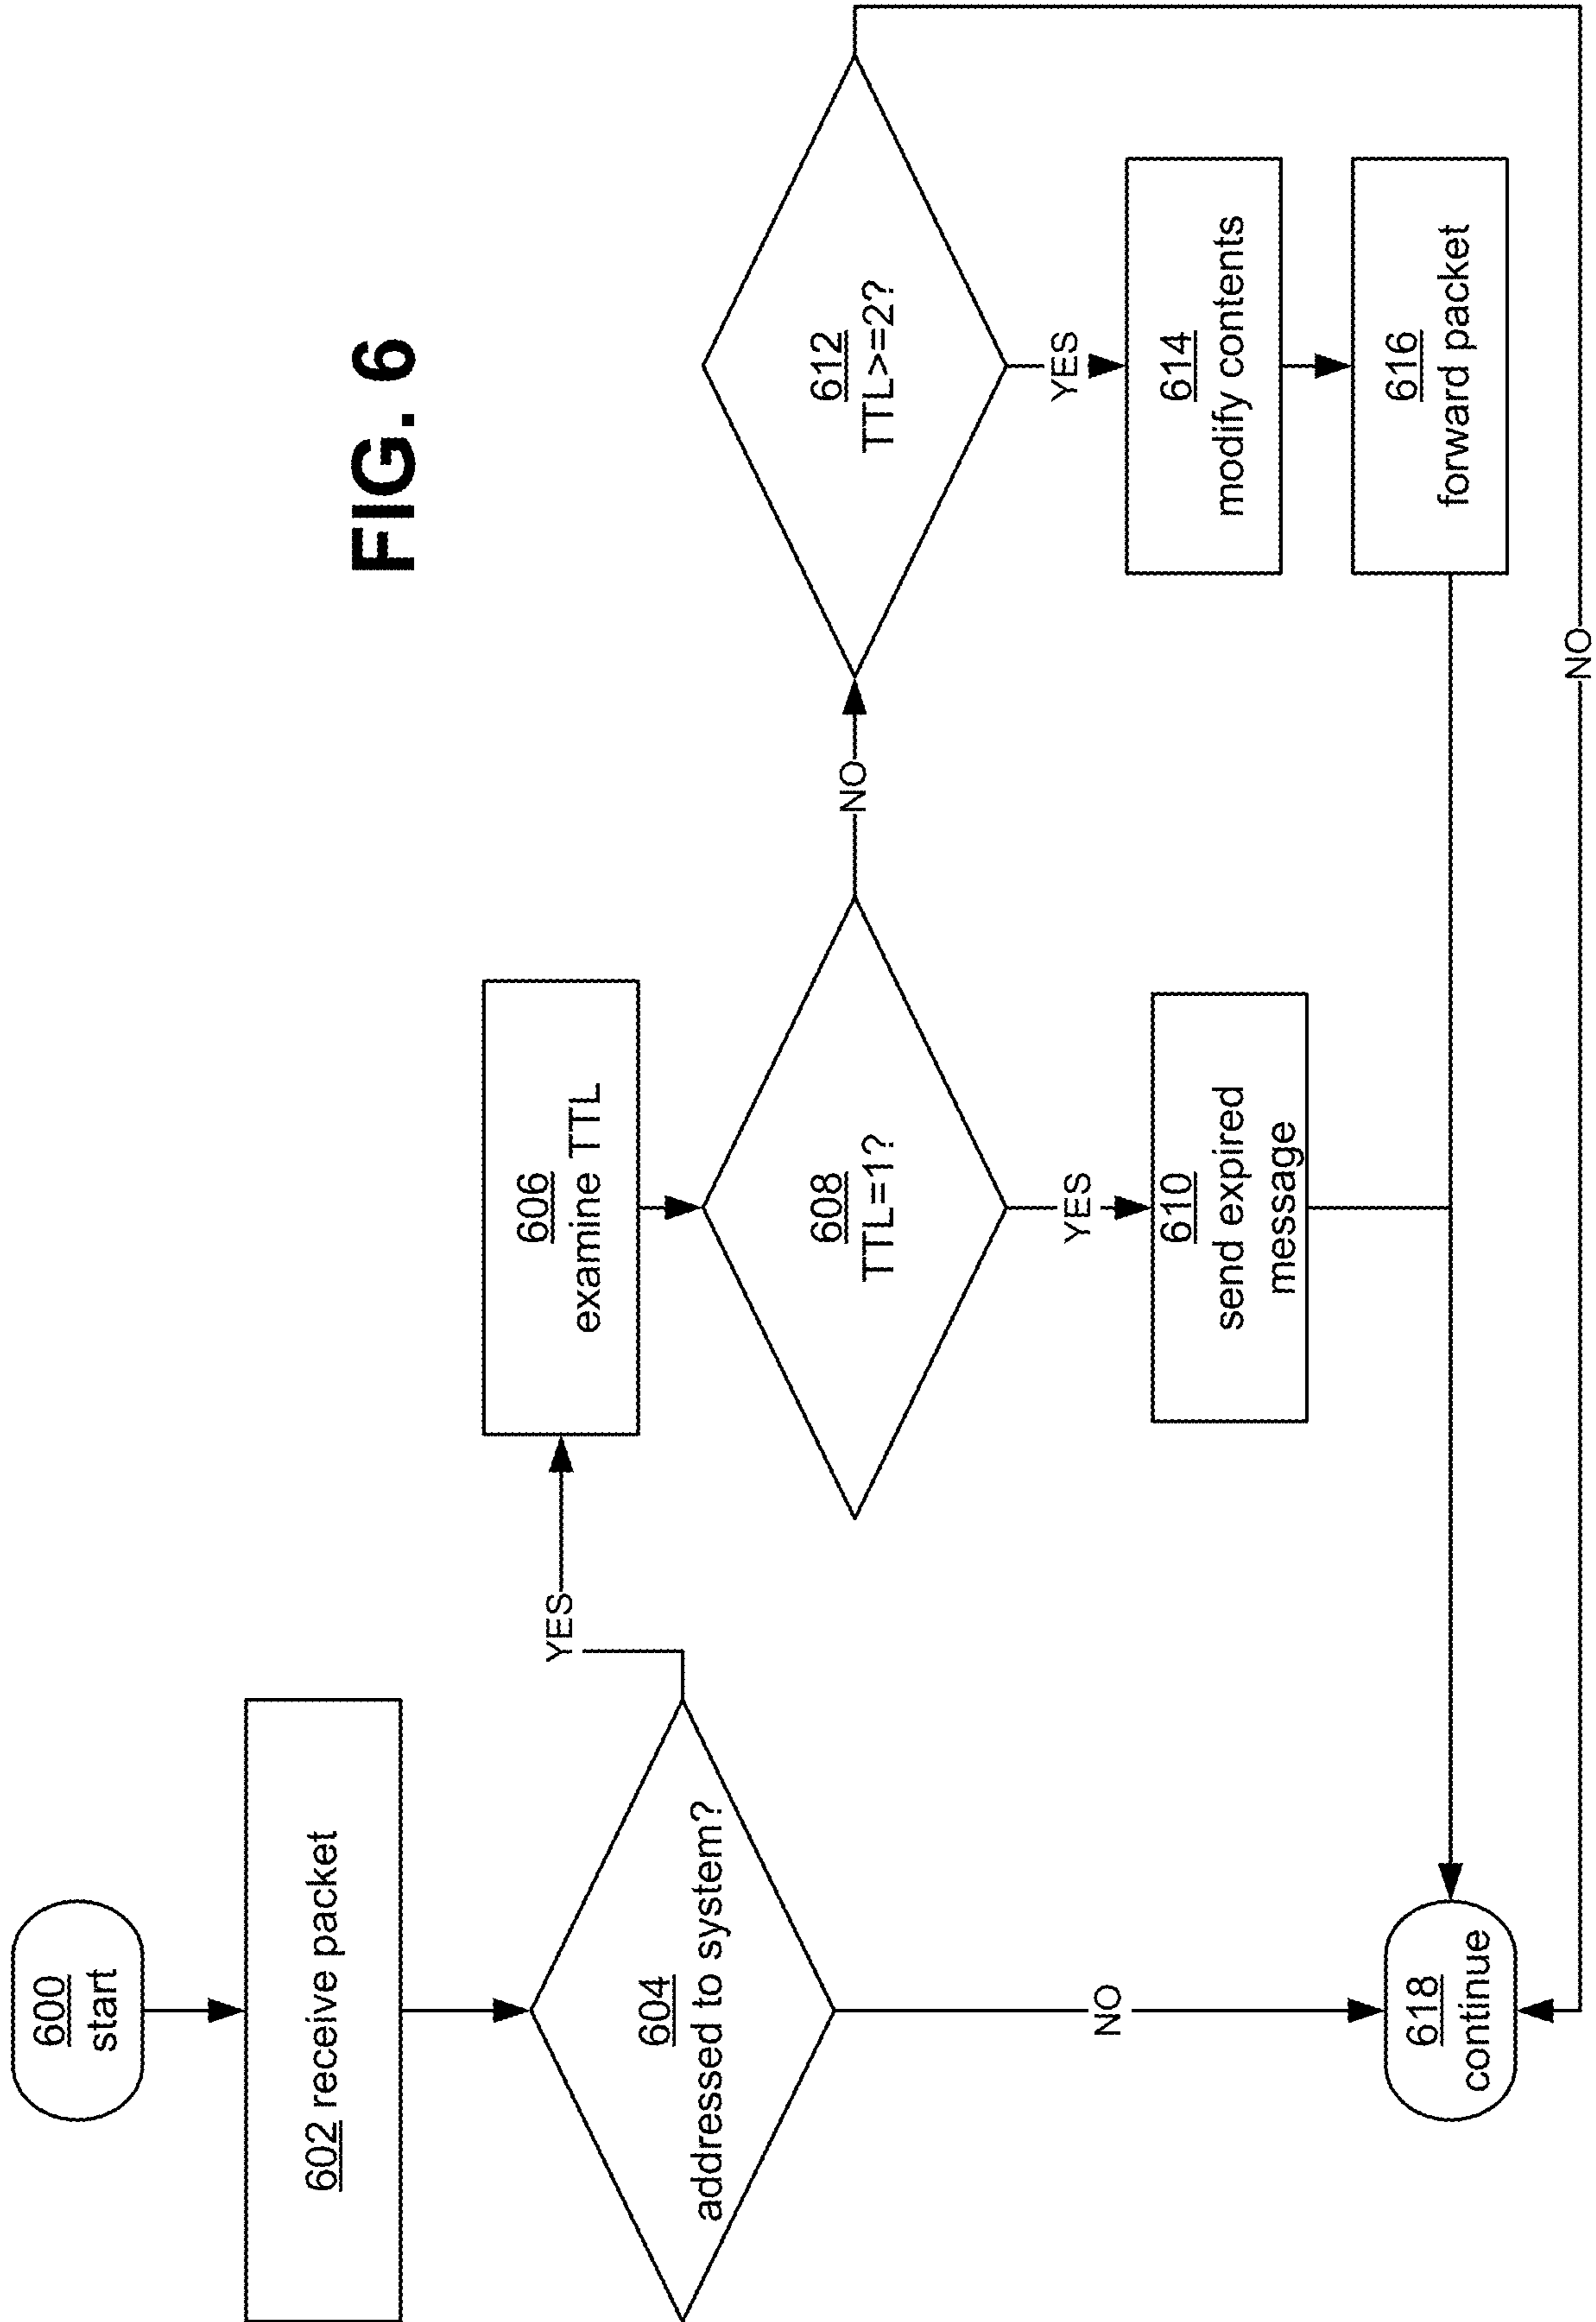 FIG. 6
600
start
602 receive packet
604
addressed to system?
YES
NO
606
examine TTL
608
TTL=1?
YES
NO
610
send expired
message
612
TTL>=2?
YES
NO
614
modify contents
616
forward packet
618
continue